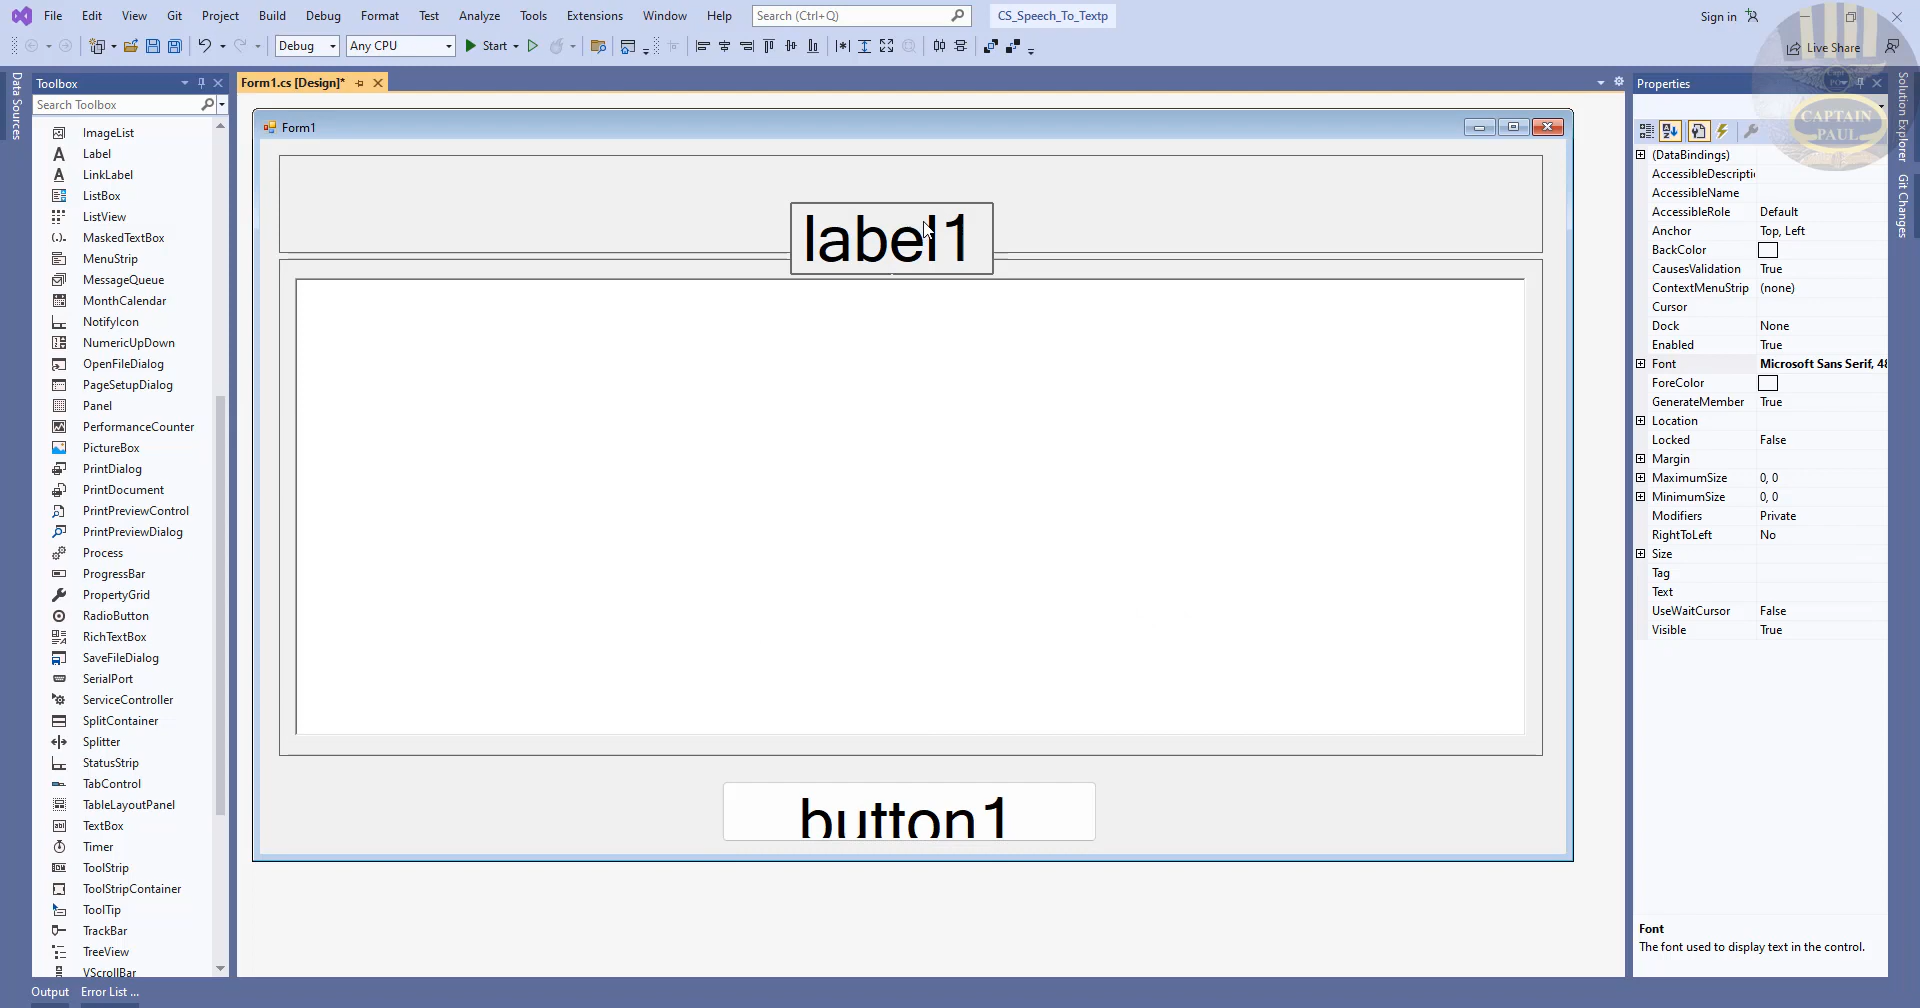 File Edit View Git Project Build Debug Format Test Analyze Tools Extensions Window Help Search (Ctrl+Q) CS_Speech_To_Textp Sign in
Debug Any CPU Start Live Share
Data Sources
Toolbox
Search Toolbox
ImageList
Label
LinkLabel
ListBox
ListView
MaskedTextBox
MenuStrip
MessageQueue
MonthCalendar
NotifyIcon
NumericUpDown
OpenFileDialog
PageSetupDialog
Panel
PerformanceCounter
PictureBox
PrintDialog
PrintDocument
PrintPreviewControl
PrintPreviewDialog
Process
ProgressBar
PropertyGrid
RadioButton
RichTextBox
SaveFileDialog
SerialPort
ServiceController
SplitContainer
Splitter
StatusStrip
TabControl
TableLayoutPanel
TextBox
Timer
ToolStrip
ToolStripContainer
ToolTip
TrackBar
TreeView
VScrollBar
Form1.cs [Design]*
Form1
label1
button1
Properties
CAPTAIN
PAUL
(DataBindings)
AccessibleDescripti
AccessibleName
AccessibleRole Default
Anchor Top, Left
BackColor
CausesValidation True
ContextMenuStrip (none)
Cursor
Dock None
Enabled True
Font Microsoft Sans Serif, 48
ForeColor
GenerateMember True
Location
Locked False
Margin
MaximumSize 0, 0
MinimumSize 0, 0
Modifiers Private
RightToLeft No
Size
Tag
Text
UseWaitCursor False
Visible True
Font
The font used to display text in the control.
Solution Explorer
Git Changes
Output Error List ...